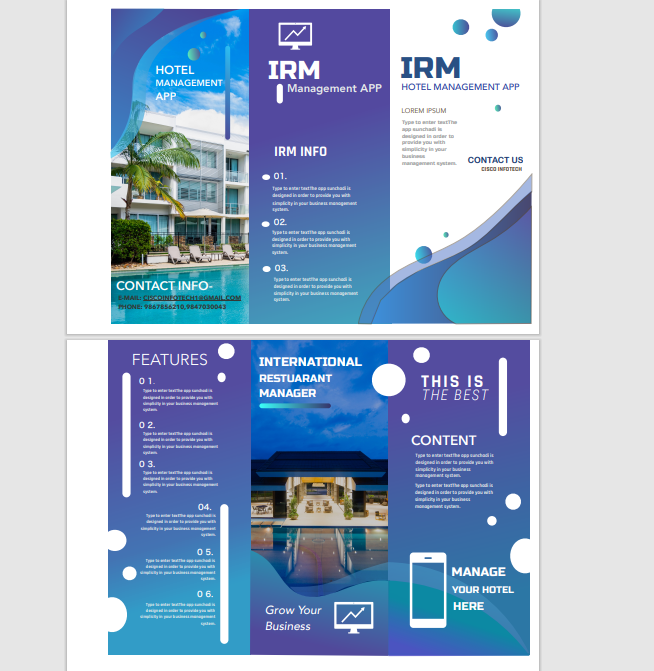 HOTEL
MANAGEMENT
APP
CONTACT INFO-
E-MAIL: CISCOINFOTECH1@GMAIL.COM
PHONE: 9867856210,9847030042
IRM
Management APP
IRM INFO
01.
Type to enter textThe app sunchadi is
designed in order to provide you with
simplicity in your business management
system.
02.
Type to enter textThe app sunchadi is
designed in order to provide you with
simplicity in your business management
system.
03.
Type to enter textThe app sunchadi is
designed in order to provide you with
simplicity in your business management
system.
IRM
HOTEL MANAGEMENT APP
LOREM IPSUM
Type to enter textThe
app sunchadi is
designed in order to
provide you with
simplicity in your
business
management system.
CONTACT US
CISCO INFOTECH
FEATURES
01.
Type to enter textThe app sunchadi is
designed in order to provide you with
simplicity in your business management
system.
02.
Type to enter textThe app sunchadi is
designed in order to provide you with
simplicity in your business management
system.
03.
Type to enter textThe app sunchadi is
designed in order to provide you with
simplicity in your business management
system.
04.
Type to enter textThe app sunchadi is
designed in order to provide you with
simplicity in your business management
system.
05.
Type to enter textThe app sunchadi is
designed in order to provide you with
simplicity in your business management
system.
06.
Type to enter textThe app sunchadi is
designed in order to provide you with
simplicity in your business management
system.
INTERNATIONAL
RESTUARANT
MANAGER
Grow Your
Business
THIS IS
THE BEST
CONTENT
Type to enter textThe app sunchadi is
designed in order to provide you with
simplicity in your business
management system.
Type to enter textThe app sunchadi is
designed in order to provide you with
simplicity in your business
management system.
MANAGE
YOUR HOTEL
HERE